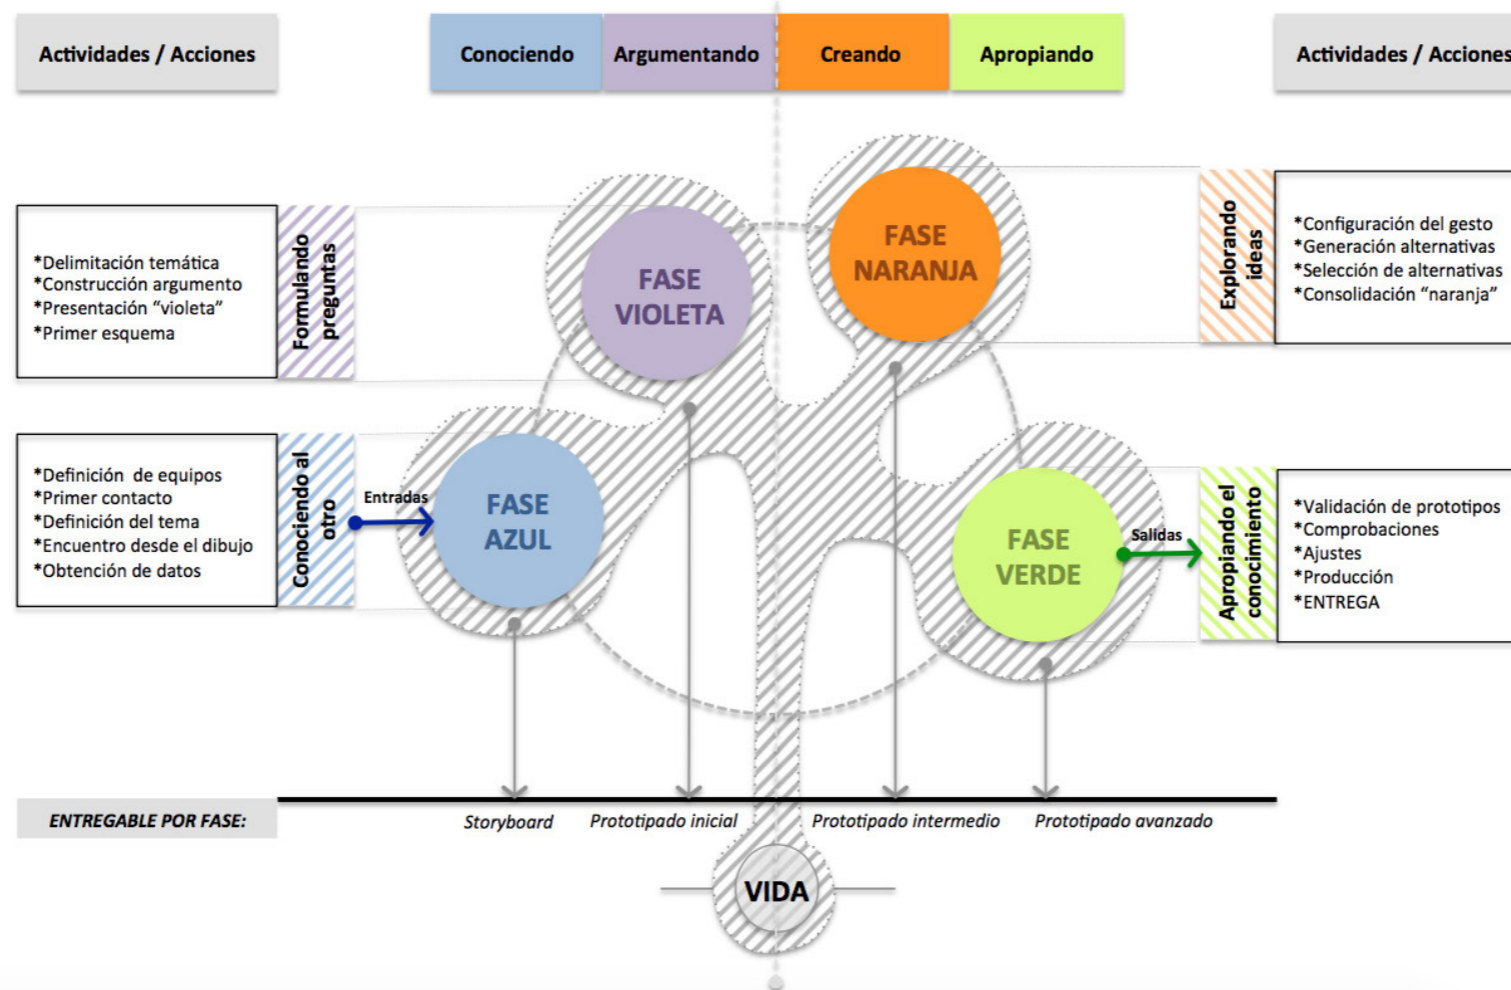 Actividades / Acciones
Conociendo
Argumentando
Creando
Apropiando
Actividades / Acciones
*Delimitación temática
*Construcción argumento
*Presentación “violeta”
*Primer esquema
Formulando
preguntas
FASE
VIOLETA
FASE
NARANJA
Explorando
ideas
*Configuración del gesto
*Generación alternativas
*Selección de alternativas
*Consolidación “naranja”
*Definición de equipos
*Primer contacto
*Definición del tema
*Encuentro desde el dibujo
*Obtención de datos
Conociendo al
otro
Entradas
FASE
AZUL
FASE
VERDE
Salidas
Apropiando el
conocimiento
*Validación de prototipos
*Comprobaciones
*Ajustes
*Producción
*ENTREGA
ENTREGABLE POR FASE:
Storyboard
Prototipado inicial
Prototipado intermedio
Prototipado avanzado
VIDA